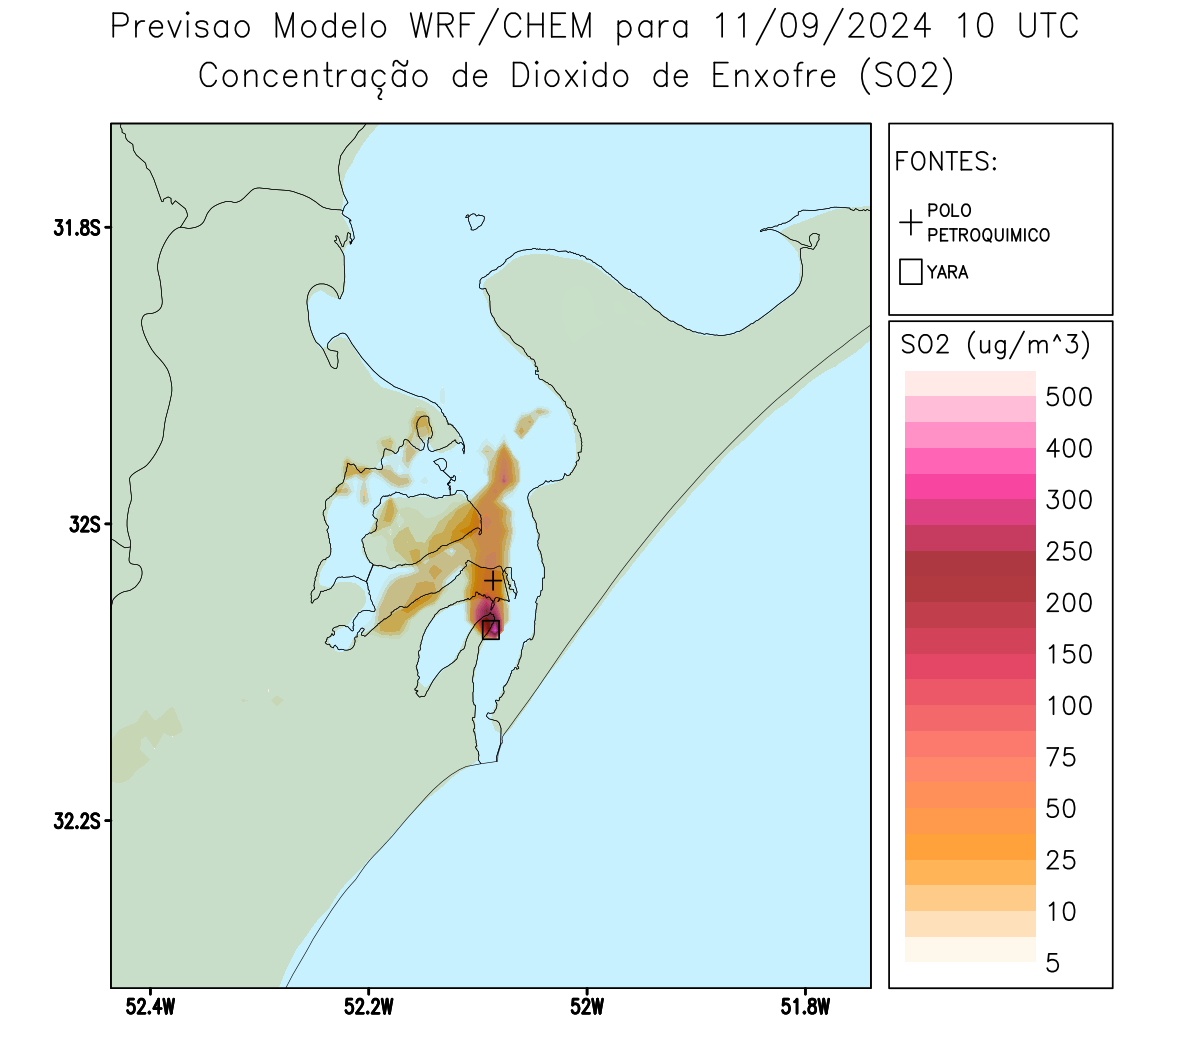 Previsao Modelo WRF/CHEM para 11/09/2024 10 UTC
Concentração de Dioxido de Enxofre (SO2)
FONTES:
POLO
PETROQUIMICO
YARA
SO2 (ug/m^3)
500
400
300
250
200
150
100
75
50
25
10
5
31.8S
32S
32.2S
52.4W
52.2W
52W
51.8W